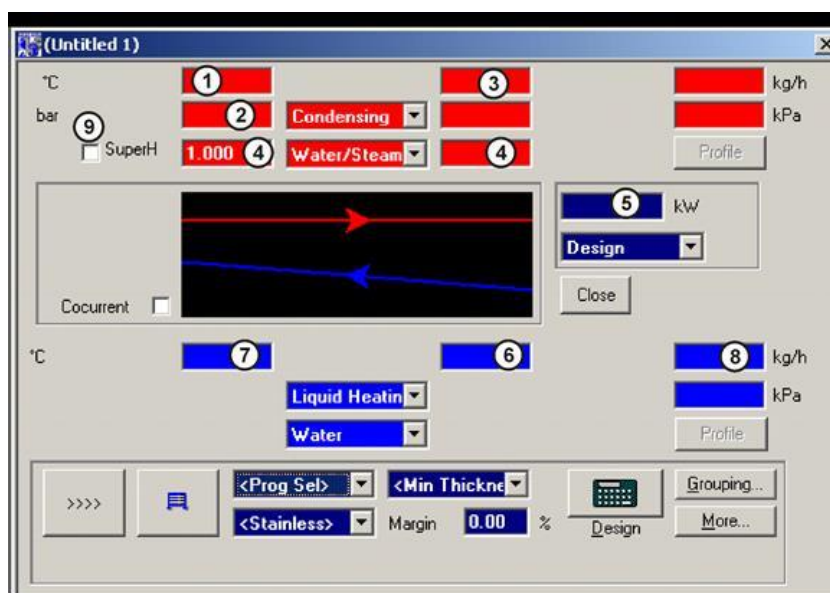 (Untitled 1)
°C 1 3 kg/h
bar 2 Condensing kPa
9 SuperH 1.000 4 Water/Steam 4 Profile
5 kW
Design
Cocurrent Close
°C 7 6 8 kg/h
Liquid Heatin kPa
Water Profile
>>>> <Prog Sel> <Min Thickne Grouping...
<Stainless> Margin 0.00 % Design More...